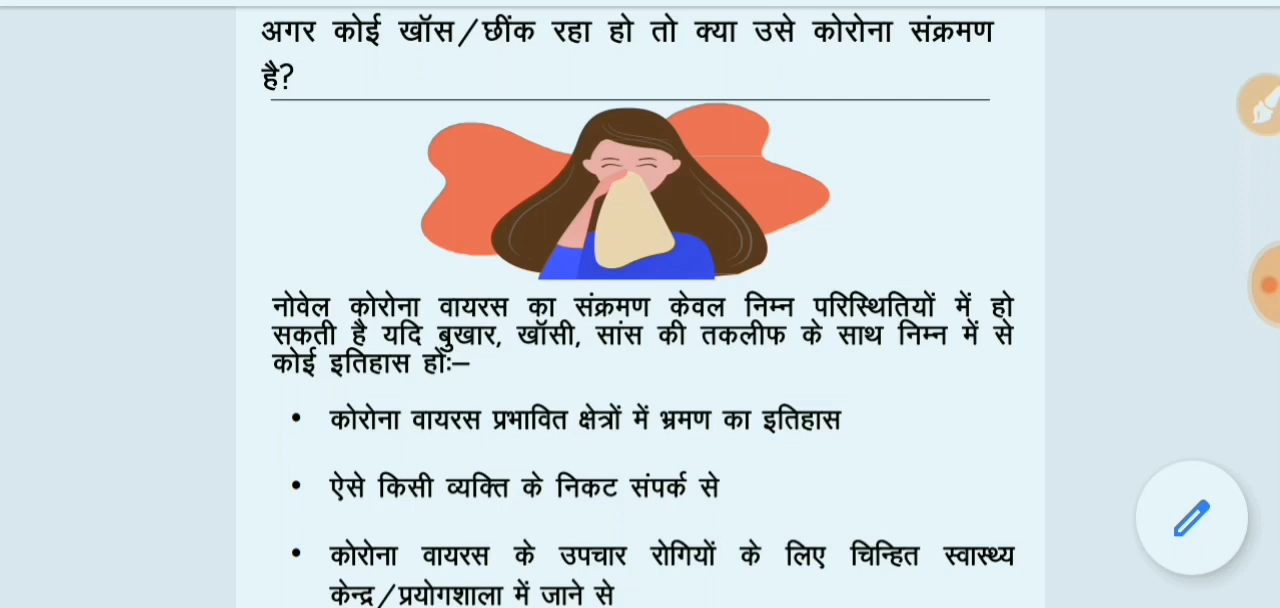 अगर कोई खॉस/छींक रहा हो तो क्या उसे कोरोना संक्रमण
है?
नोवेल कोरोना वायरस का संक्रमण केवल निम्न परिस्थितियों में हो
सकती है यदि बुखार, खॉसी, सांस की तकलीफ के साथ निम्न में से
कोई इतिहास होः–
• कोरोना वायरस प्रभावित क्षेत्रों में भ्रमण का इतिहास
• ऐसे किसी व्यक्ति के निकट संपर्क से
• कोरोना वायरस के उपचार रोगियों के लिए चिन्हित स्वास्थ्य
केन्द्र/प्रयोगशाला में जाने से